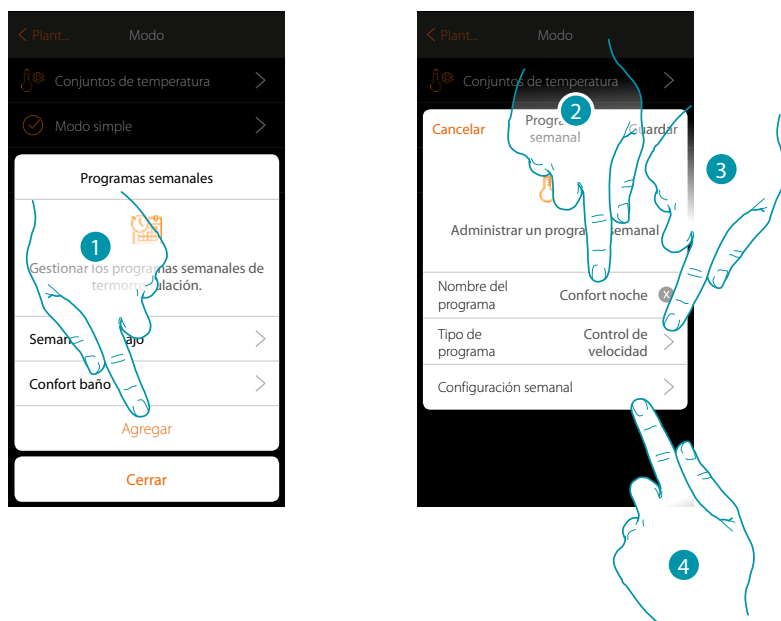 Plant...
Modo
Conjuntos de temperatura
Modo simple
Programas semanales
1
Gestionar los programas semanales de
termorregulación.
Confort baño
Agregar
Cerrar
Plant...
Modo
Conjuntos de temperatura
2
Cancelar
semanal
Guardar
3
Administrar un programa semanal
Nombre del
programa
Confort noche
X
Tipo de
programa
Control de
velocidad
Configuración semanal
4